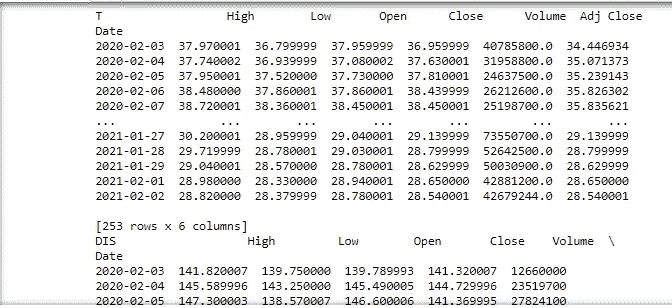 T High Low Open Close Volume Adj Close
Date
2020-02-03 37.970001 36.799999 37.959999 36.959999 40785800.0 34.446934
2020-02-04 37.740002 36.939999 37.080002 37.630001 31958800.0 35.071373
2020-02-05 37.950001 37.520000 37.730000 37.810001 24637500.0 35.239143
2020-02-06 38.480000 37.860001 37.860001 38.439999 26212600.0 35.826302
2020-02-07 38.720001 38.360001 38.450001 38.450001 25198700.0 35.835621
... ... ... ... ... ... ...
2021-01-27 30.200001 28.959999 29.040001 29.139999 73550700.0 29.139999
2021-01-28 29.719999 28.780001 29.030001 28.799999 52642500.0 28.799999
2021-01-29 29.040001 28.570000 28.780001 28.629999 50030900.0 28.629999
2021-02-01 28.980000 28.330000 28.940001 28.650000 42881200.0 28.650000
2021-02-02 28.820000 28.379999 28.780001 28.540001 42679244.0 28.540001
[253 rows x 6 columns]
DIS High Low Open Close Volume \
Date
2020-02-03 141.820007 139.750000 139.789993 141.320007 12660000
2020-02-04 145.589996 143.250000 145.490005 144.729996 23519700
2020-02-05 147.300003 138.570007 146.600006 141.369995 27824100